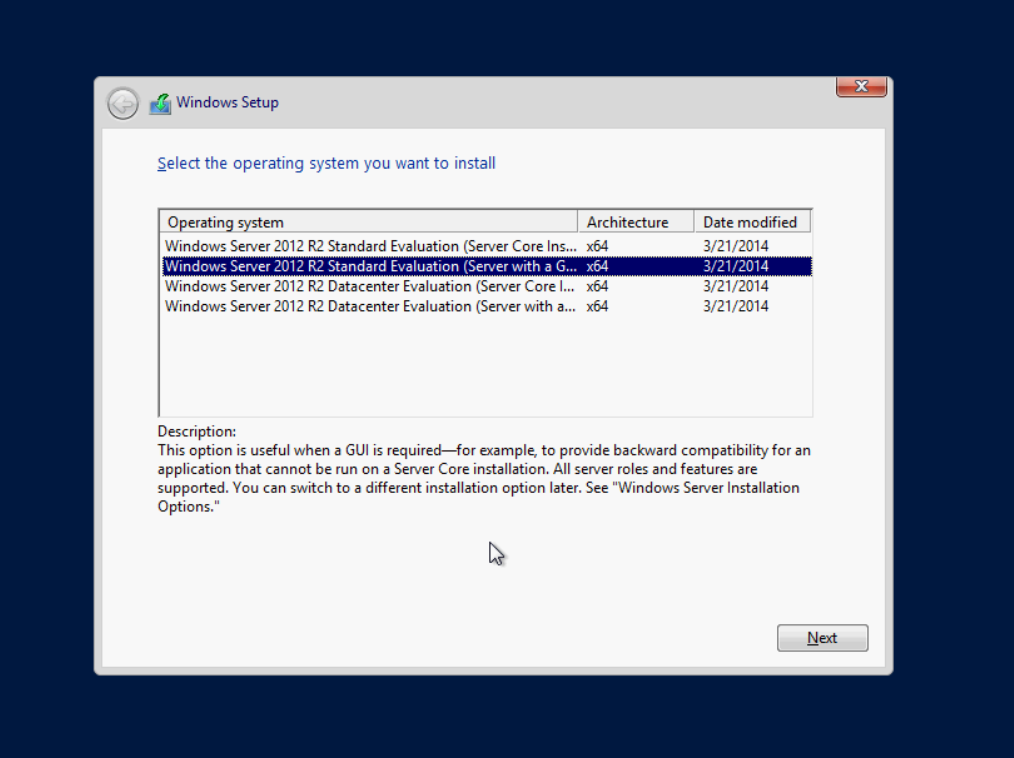 Windows Setup
Select the operating system you want to install
Operating system Architecture Date modified
Windows Server 2012 R2 Standard Evaluation (Server Core Ins... x64 3/21/2014
Windows Server 2012 R2 Standard Evaluation (Server with a G... x64 3/21/2014
Windows Server 2012 R2 Datacenter Evaluation (Server Core I... x64 3/21/2014
Windows Server 2012 R2 Datacenter Evaluation (Server with a... x64 3/21/2014
Description:
This option is useful when a GUI is required—for example, to provide backward compatibility for an
application that cannot be run on a Server Core installation. All server roles and features are
supported. You can switch to a different installation option later. See "Windows Server Installation
Options."
Next